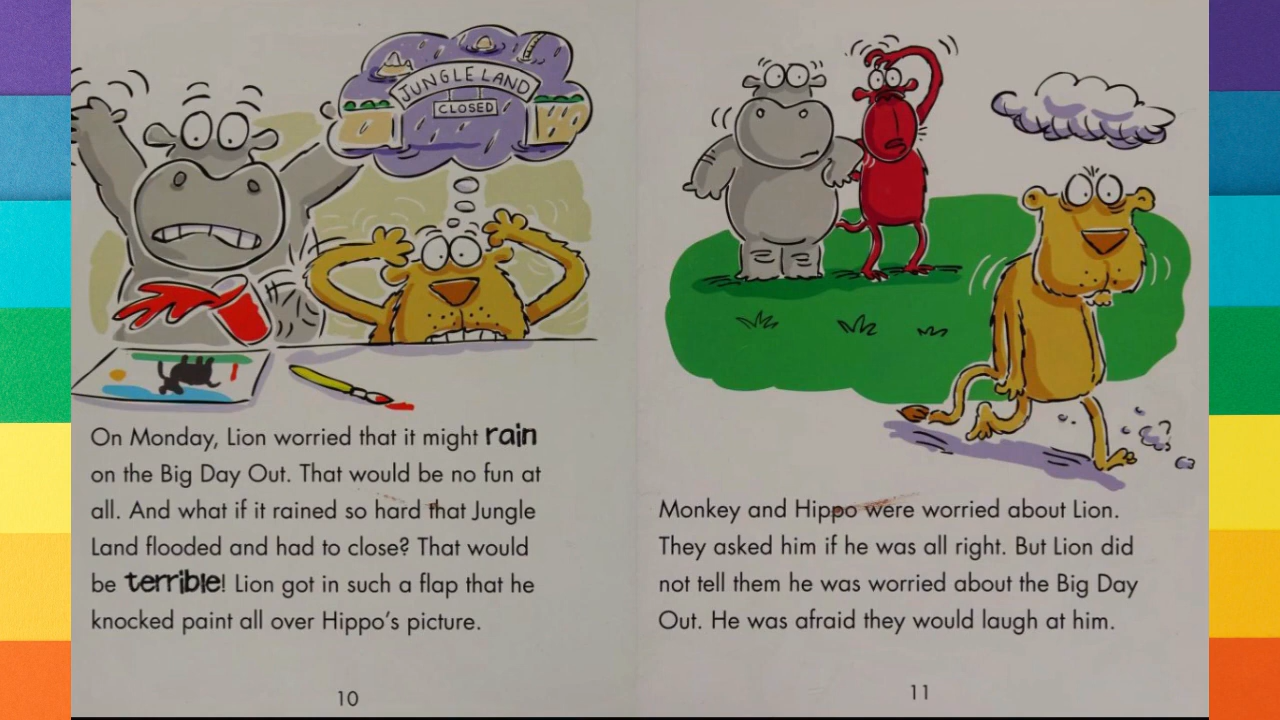 JUNGLE LAND
CLOSED
On Monday, Lion worried that it might rain
on the Big Day Out. That would be no fun at
all. And what if it rained so hard that Jungle
Land flooded and had to close? That would
be terrible! Lion got in such a flap that he
knocked paint all over Hippo's picture.
10
Monkey and Hippo were worried about Lion.
They asked him if he was all right. But Lion did
not tell them he was worried about the Big Day
Out. He was afraid they would laugh at him.
11